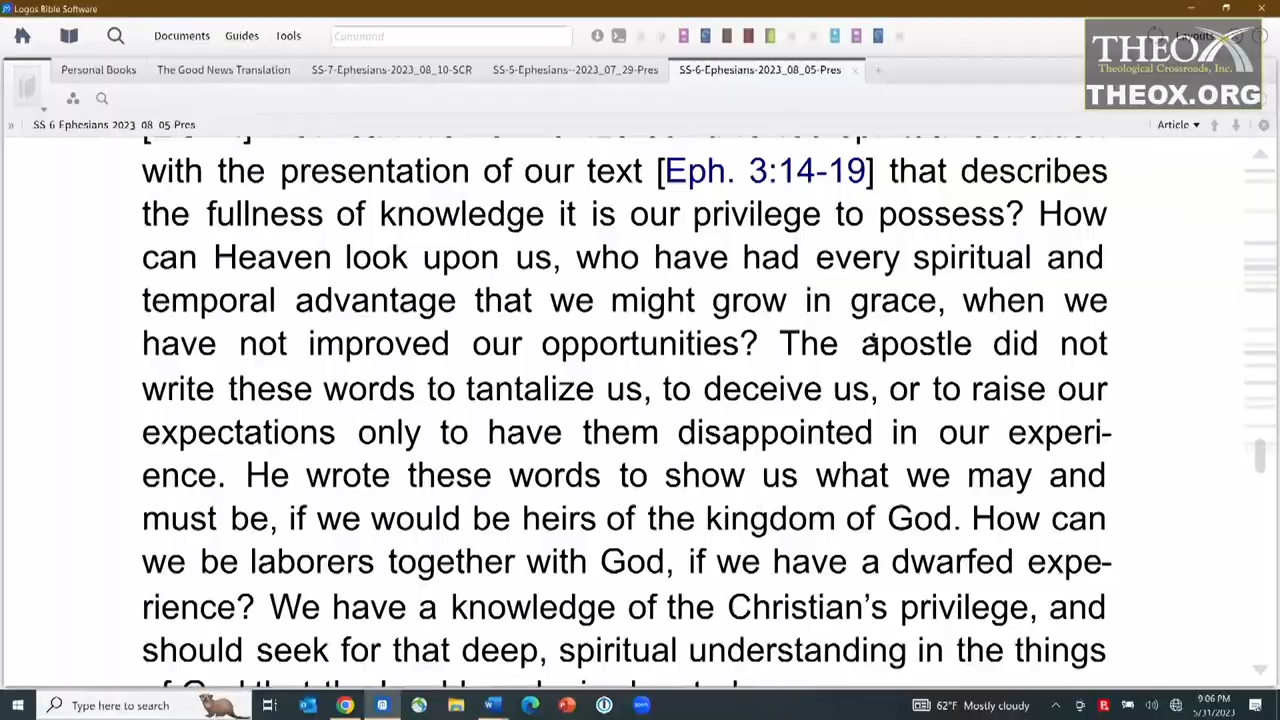 Logos Bible Software
Documents Guides Tools Command Layouts
THEOX
Theological Crossroads, Inc.
THEOX.ORG
Personal Books The Good News Translation SS-7-Ephesians-2023 SS-5-Ephesians--2023_07_29-Pres SS-6-Ephesians-2023_08_05-Pres
SS-6-Ephesians-2023_08_05-Pres Article
with the presentation of our text [Eph. 3:14-19] that describes
the fullness of knowledge it is our privilege to possess? How
can Heaven look upon us, who have had every spiritual and
temporal advantage that we might grow in grace, when we
have not improved our opportunities? The apostle did not
write these words to tantalize us, to deceive us, or to raise our
expectations only to have them disappointed in our experi-
ence. He wrote these words to show us what we may and
must be, if we would be heirs of the kingdom of God. How can
we be laborers together with God, if we have a dwarfed expe-
rience? We have a knowledge of the Christian's privilege, and
should seek for that deep, spiritual understanding in the things
Type here to search 62°F Mostly cloudy 9:06 PM
5/31/2023